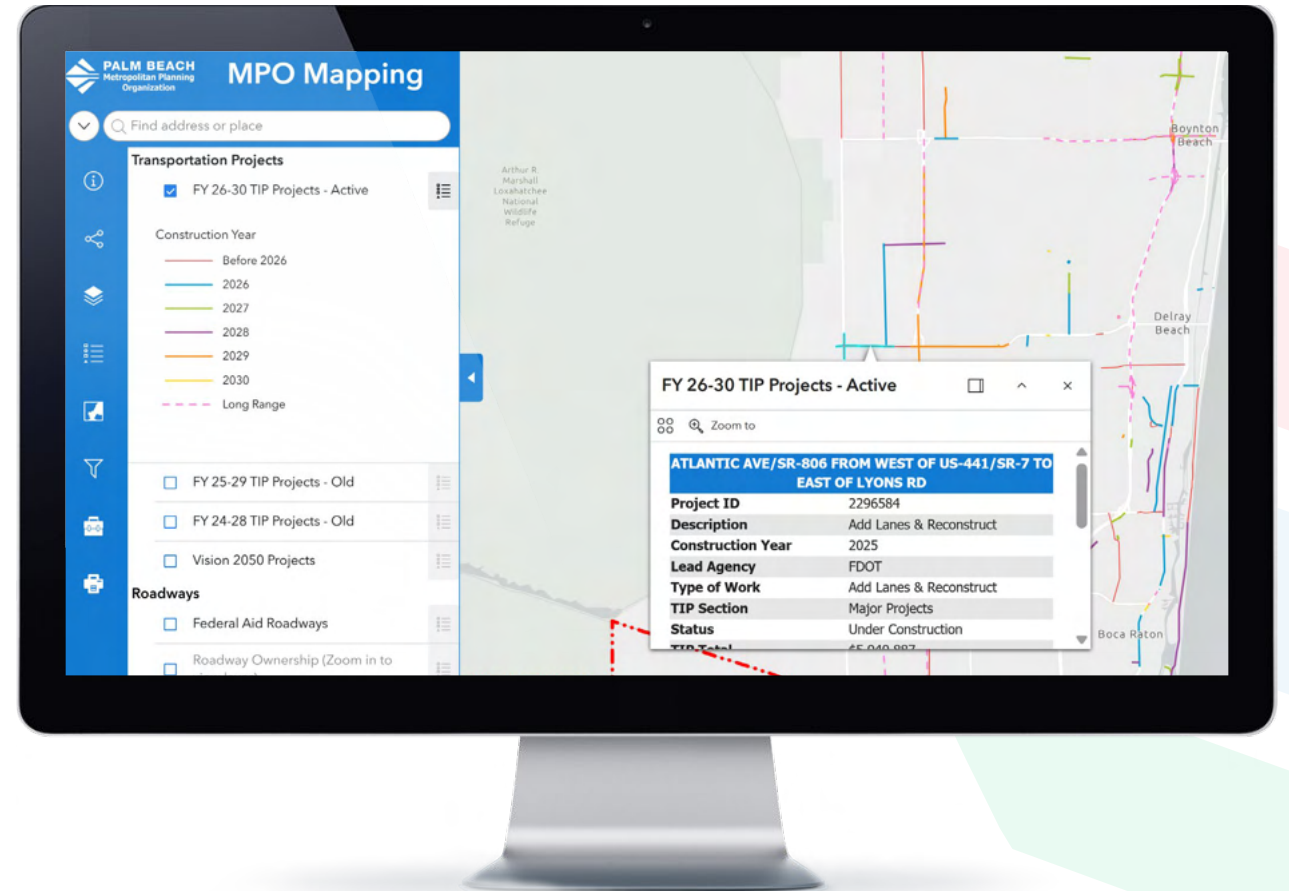 PALM BEACH
Metropolitan Planning
Organization
MPO Mapping
Find address or place
Transportation Projects
FY 26-30 TIP Projects - Active
Construction Year
Before 2026
2026
2027
2028
2029
2030
Long Range
FY 25-29 TIP Projects - Old
FY 24-28 TIP Projects - Old
Vision 2050 Projects
Roadways
Federal Aid Roadways
Roadway Ownership (Zoom in to
Arthur R
Marshall
Loxahatchee
National
Wildlife
Refuge
Boynton
Beach
Delray
Beach
Boca Raton
FY 26-30 TIP Projects - Active
Zoom to
ATLANTIC AVE/SR-806 FROM WEST OF US-441/SR-7 TO
EAST OF LYONS RD
Project ID 2296584
Description Add Lanes & Reconstruct
Construction Year 2025
Lead Agency FDOT
Type of Work Add Lanes & Reconstruct
TIP Section Major Projects
Status Under Construction
TIP Total